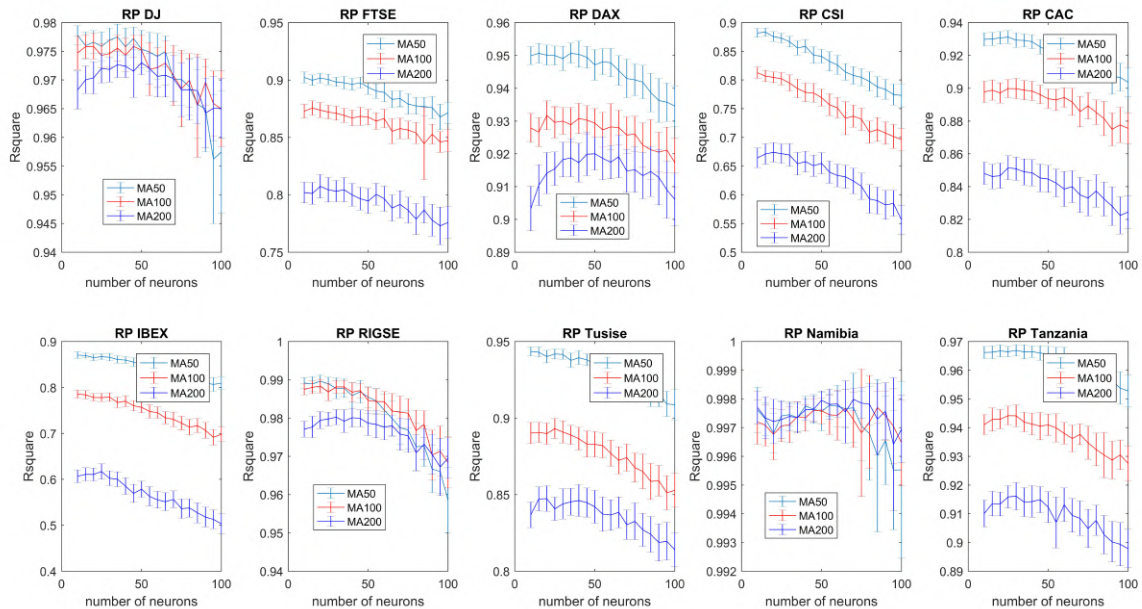 RP DJ
0.98
0.975
0.97
0.965
0.96
0.955
0.95
0.945
0.94
Rsquare
MA50
MA100
MA200
0
50
100
number of neurons
RP FTSE
0.95
0.9
0.85
0.8
0.75
Rsquare
MA50
MA100
MA200
0
50
100
number of neurons
RP DAX
0.96
0.95
0.94
0.93
0.92
0.91
0.9
0.89
Rsquare
MA50
MA100
MA200
0
50
100
number of neurons
RP CSI
0.9
0.85
0.8
0.75
0.7
0.65
0.6
0.55
0.5
Rsquare
MA50
MA100
MA200
0
50
100
number of neurons
RP CAC
0.94
0.92
0.9
0.88
0.86
0.84
0.82
0.8
Rsquare
MA50
MA100
MA200
0
50
100
number of neurons
RP IBEX
0.9
0.8
0.7
0.6
0.5
0.4
Rsquare
MA50
MA100
MA200
0
50
100
number of neurons
RP RIGSE
1
0.99
0.98
0.97
0.96
0.95
0.94
Rsquare
MA50
MA100
MA200
0
50
100
number of neurons
RP Tusise
0.95
0.9
0.85
0.8
Rsquare
MA50
MA100
MA200
0
50
100
number of neurons
RP Namibia
1
0.999
0.998
0.997
0.996
0.995
0.994
0.993
0.992
Rsquare
MA50
MA100
MA200
0
50
100
number of neurons
RP Tanzania
0.97
0.96
0.95
0.94
0.93
0.92
0.91
0.9
0.89
Rsquare
MA50
MA100
MA200
0
50
100
number of neurons